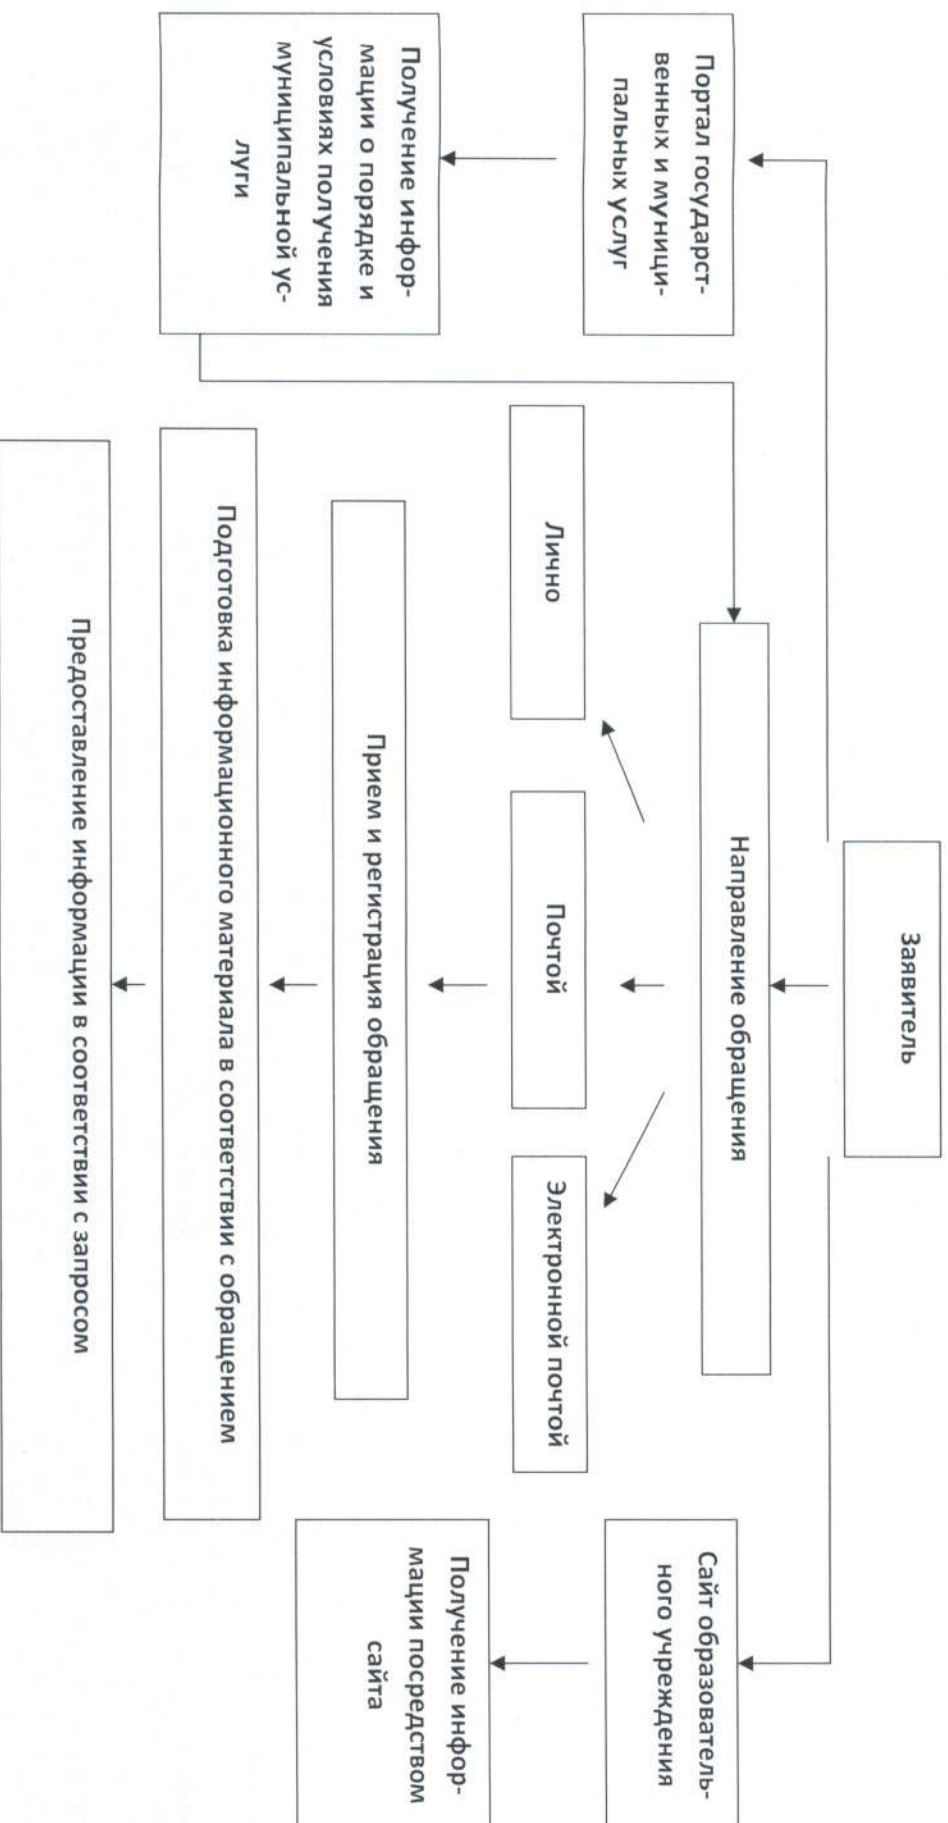 Заявитель
Портал государст-
венных и муници-
пальных услуг
Направление обращения
Сайт образователь-
ного учреждения
Лично
Почтой
Электронной почтой
Получение инфор-
мации о порядке и
условиях получения
муниципальной ус-
луги
Прием и регистрация обращения
Получение инфор-
мации посредством
сайта
Подготовка информационного материала в соответствии с обращением
Предоставление информации в соответствии с запросом